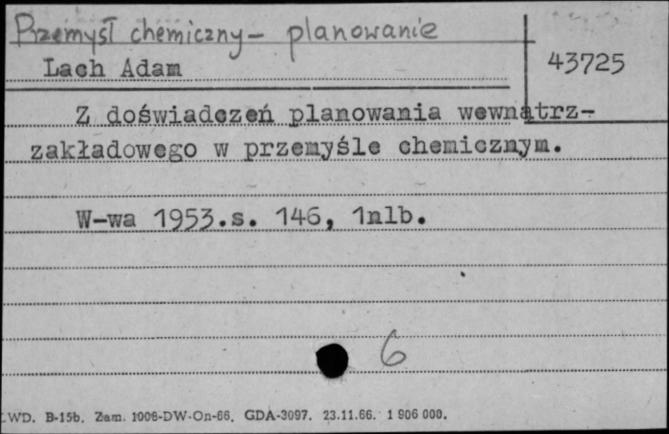 Przemysł chemiczny - planowanie
Lach Adam
43725
Z doświadczeń planowania wewnątrz-
zakładowego w przemyśle chemicznym.
W-wa 1953.s. 146, 1nlb.
6
WD. B-15b. Zam. 1006-DW-On-66. GDA-3097. 23.11.66. 1 906 000.